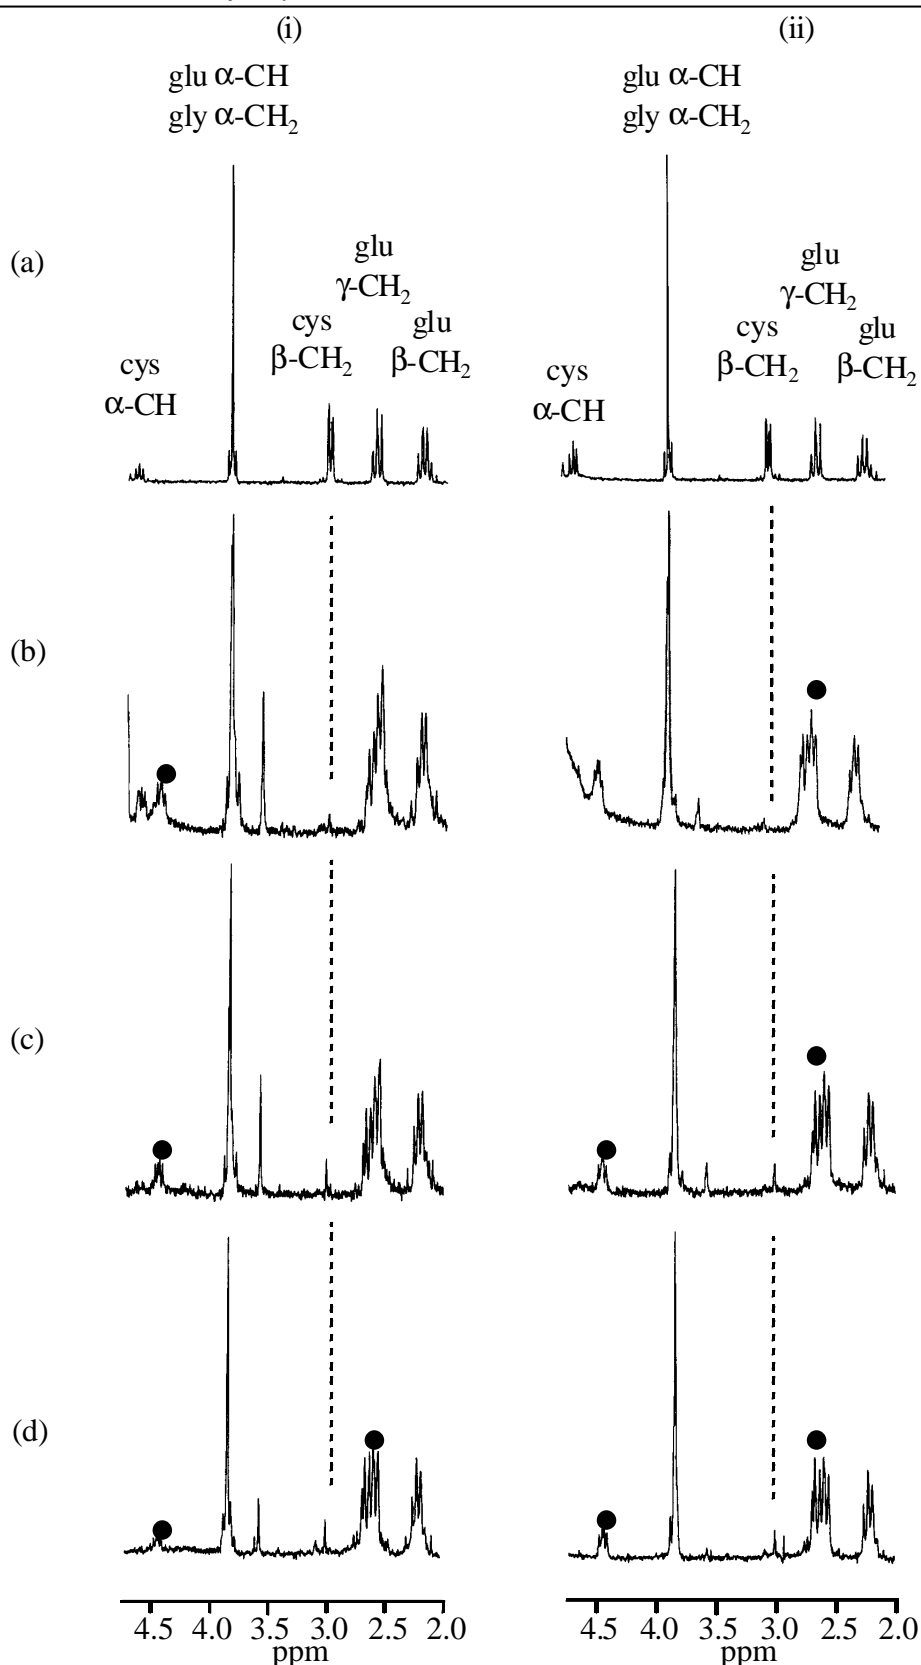 (i) (ii)
glu α-CH glu α-CH
gly α-CH₂ gly α-CH₂
(a)
glu glu
γ-CH₂ γ-CH₂
cys glu cys glu
β-CH₂ β-CH₂ β-CH₂ β-CH₂
cys cys
α-CH α-CH
(b)
(c)
(d)
4.5 4.0 3.5 3.0 2.5 2.0 4.5 4.0 3.5 3.0 2.5 2.0
ppm ppm